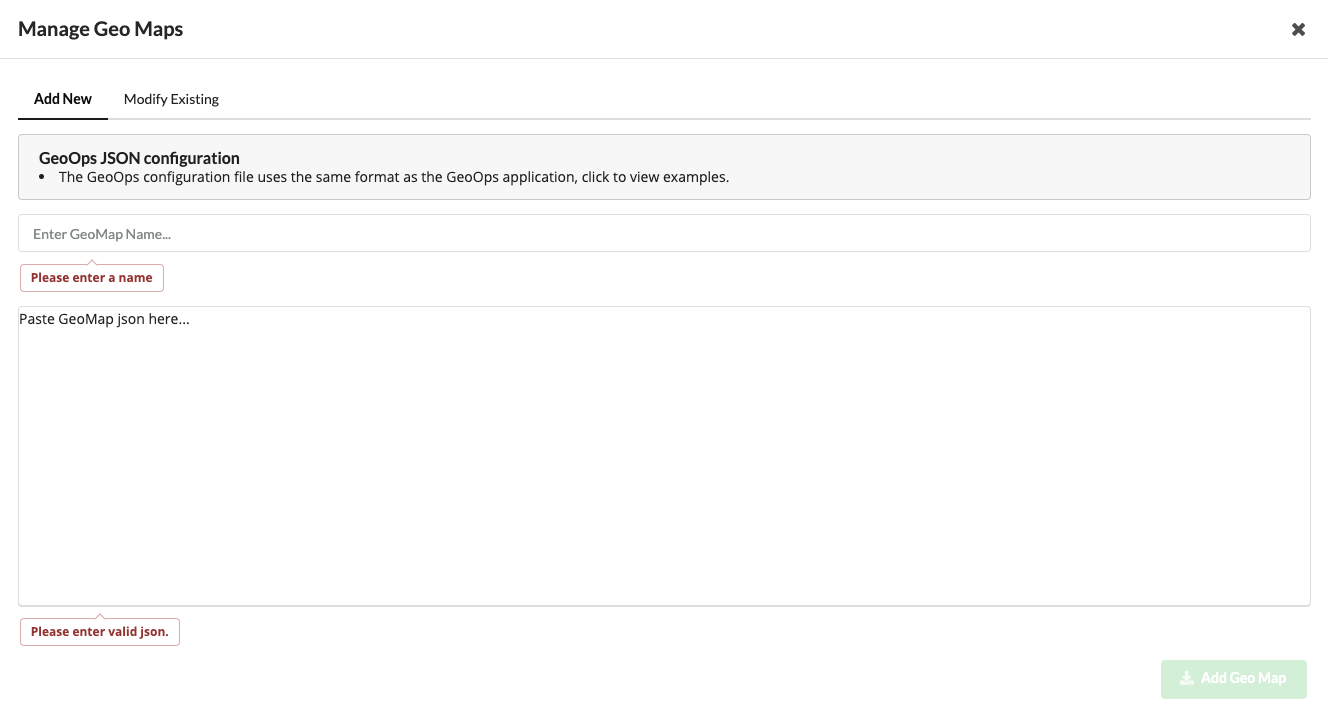 Manage Geo Maps
Add New
Modify Existing
GeoOps JSON configuration
• The GeoOps configuration file uses the same format as the GeoOps application, click to view examples.
Enter GeoMap Name...
Please enter a name
Paste GeoMap json here...
Please enter valid json.
Add Geo Map